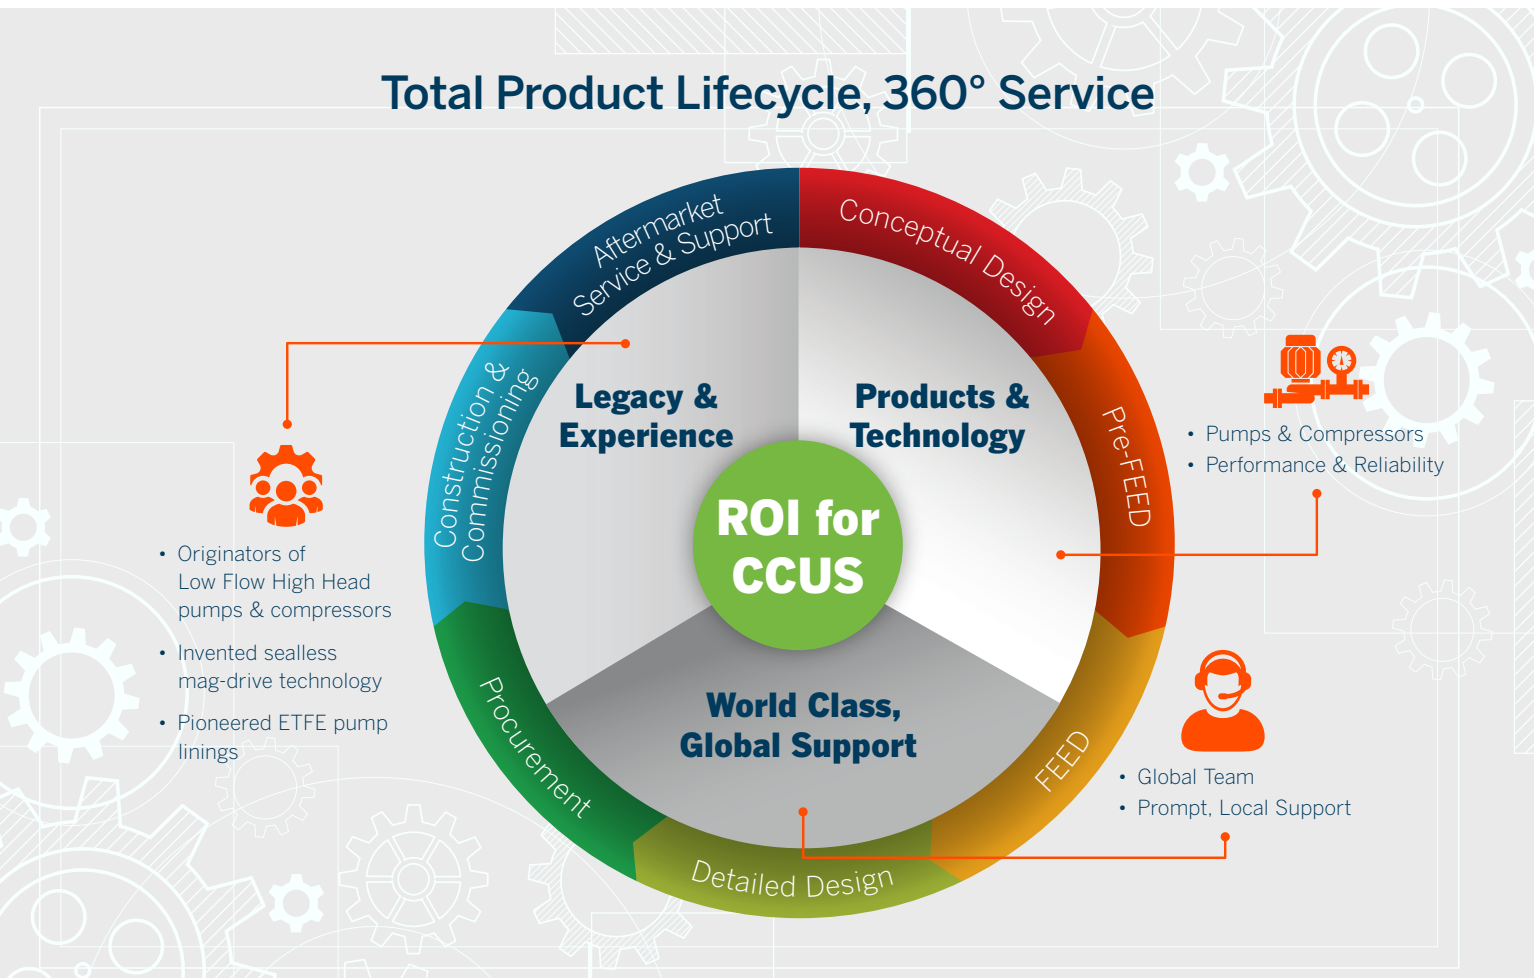 Total Product Lifecycle, 360° Service
Conceptual Design
Pre-FEED
FEED
Detailed Design
Procurement
Construction &
Commissioning
Aftermarket
Service & Support
Legacy &
Experience
Products &
Technology
ROI for
CCUS
World Class,
Global Support
• Originators of
Low Flow High Head
pumps & compressors
• Invented sealless
mag-drive technology
• Pioneered ETFE pump
linings
• Pumps & Compressors
• Performance & Reliability
• Global Team
• Prompt, Local Support